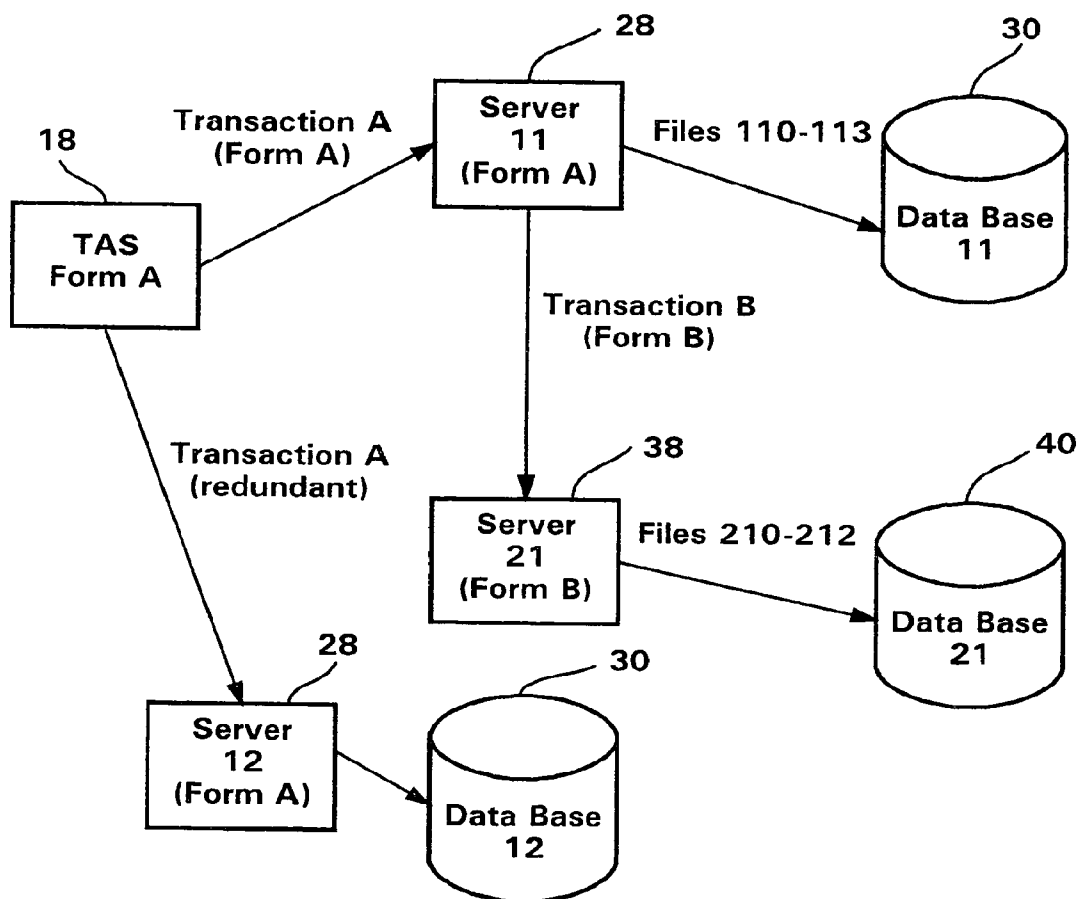 28
30
18
Transaction A
(Form A)
Server
11
(Form A)
Files 110-113
Data Base
11
TAS
Form A
Transaction B
(Form B)
Transaction A
(redundant)
38
40
Server
21
(Form B)
Files 210-212
Data Base
21
28
30
Server
12
(Form A)
Data Base
12